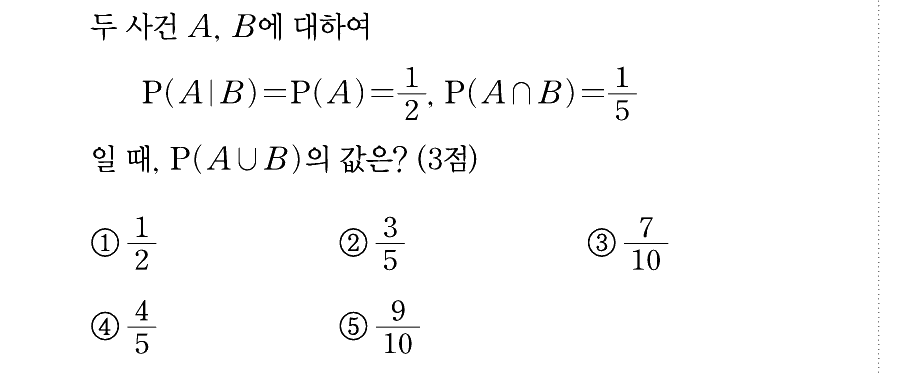 두 사건 A, B에 대하여
P(A|B)=P(A)=1/2, P(A∩B)=1/5
일 때, P(A∪B)의 값은? (3점)
① 1/2 ② 3/5 ③ 7/10
④ 4/5 ⑤ 9/10